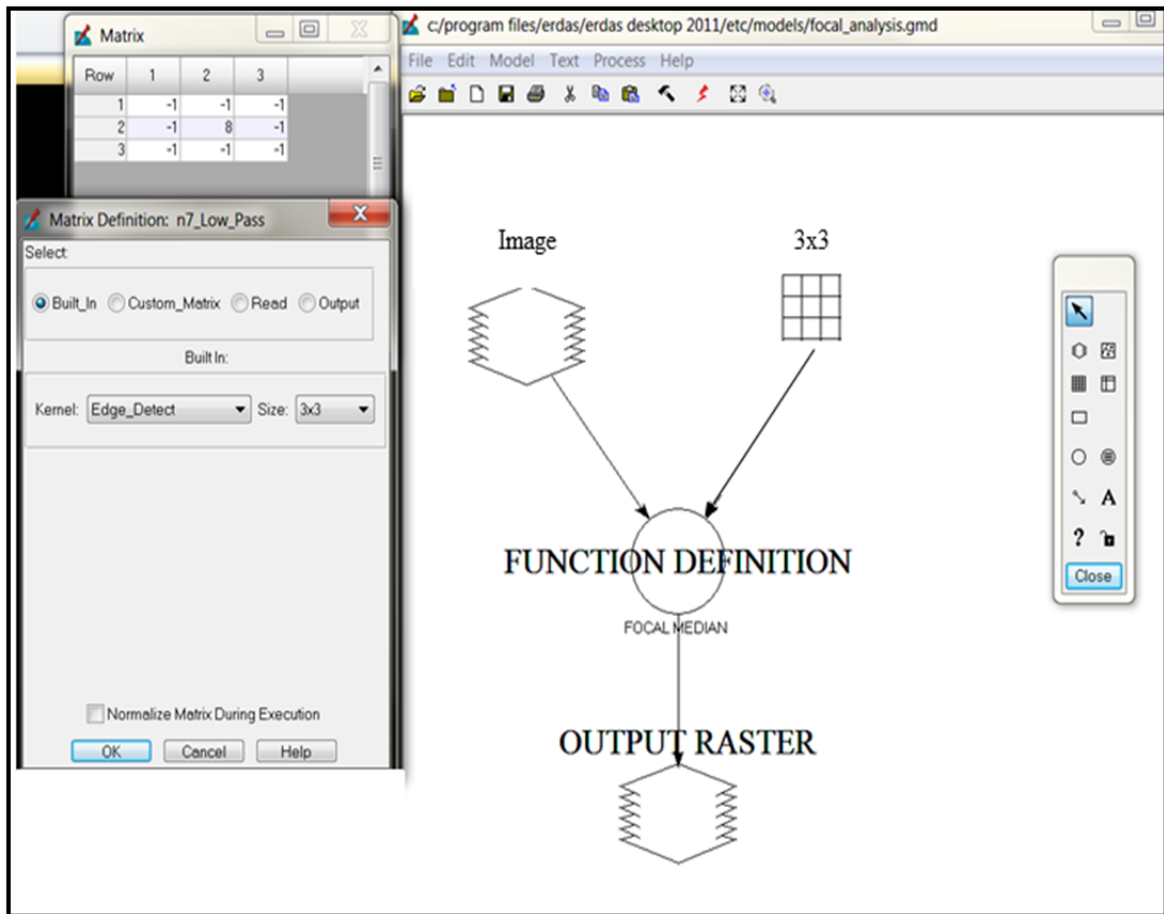 Matrix
Row 1 2 3
1 -1 -1 -1
2 -1 8 -1
3 -1 -1 -1
Matrix Definition: n7_Low_Pass
Select:
Built_In Custom_Matrix Read Output
Built In:
Kernel: Edge_Detect Size: 3x3
Normalize Matrix During Execution
OK Cancel Help
c:/program files/erdas/erdas desktop 2011/etc/models/focal_analysis.gmd
File Edit Model Text Process Help
Image
3x3
FUNCTION DEFINITION
FOCAL MEDIAN
OUTPUT RASTER
A
?
Close